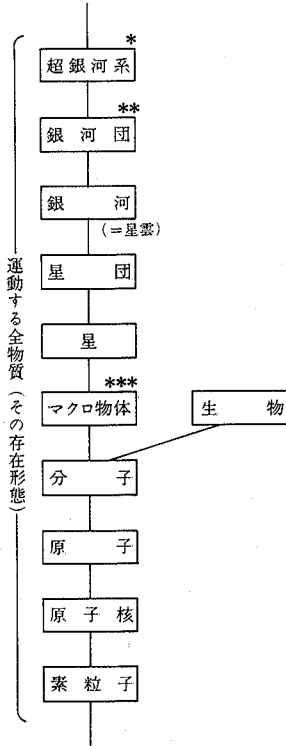 *
超銀河系
**
銀河団
銀河
(=星雲)
星団
星
***
マクロ物体
生物
分子
原子
原子核
素粒子
運動する全物質(その存在形態)